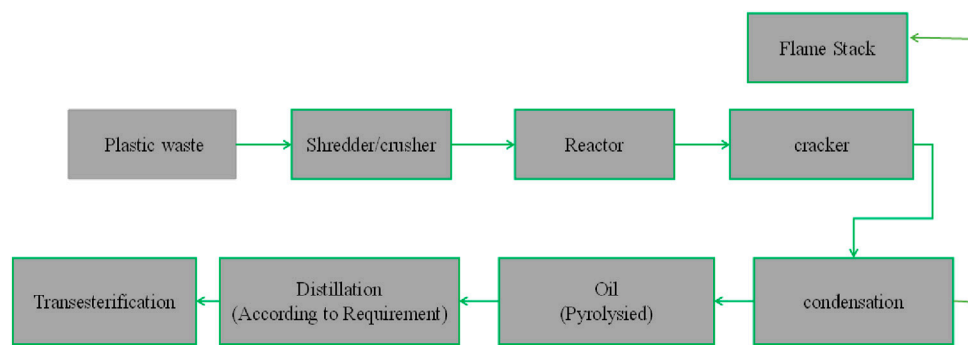 Flame Stack
Plastic waste
Shredder/crusher
Reactor
cracker
Transesterification
Distillation
(According to Requirement)
Oil
(Pyrolysied)
condensation